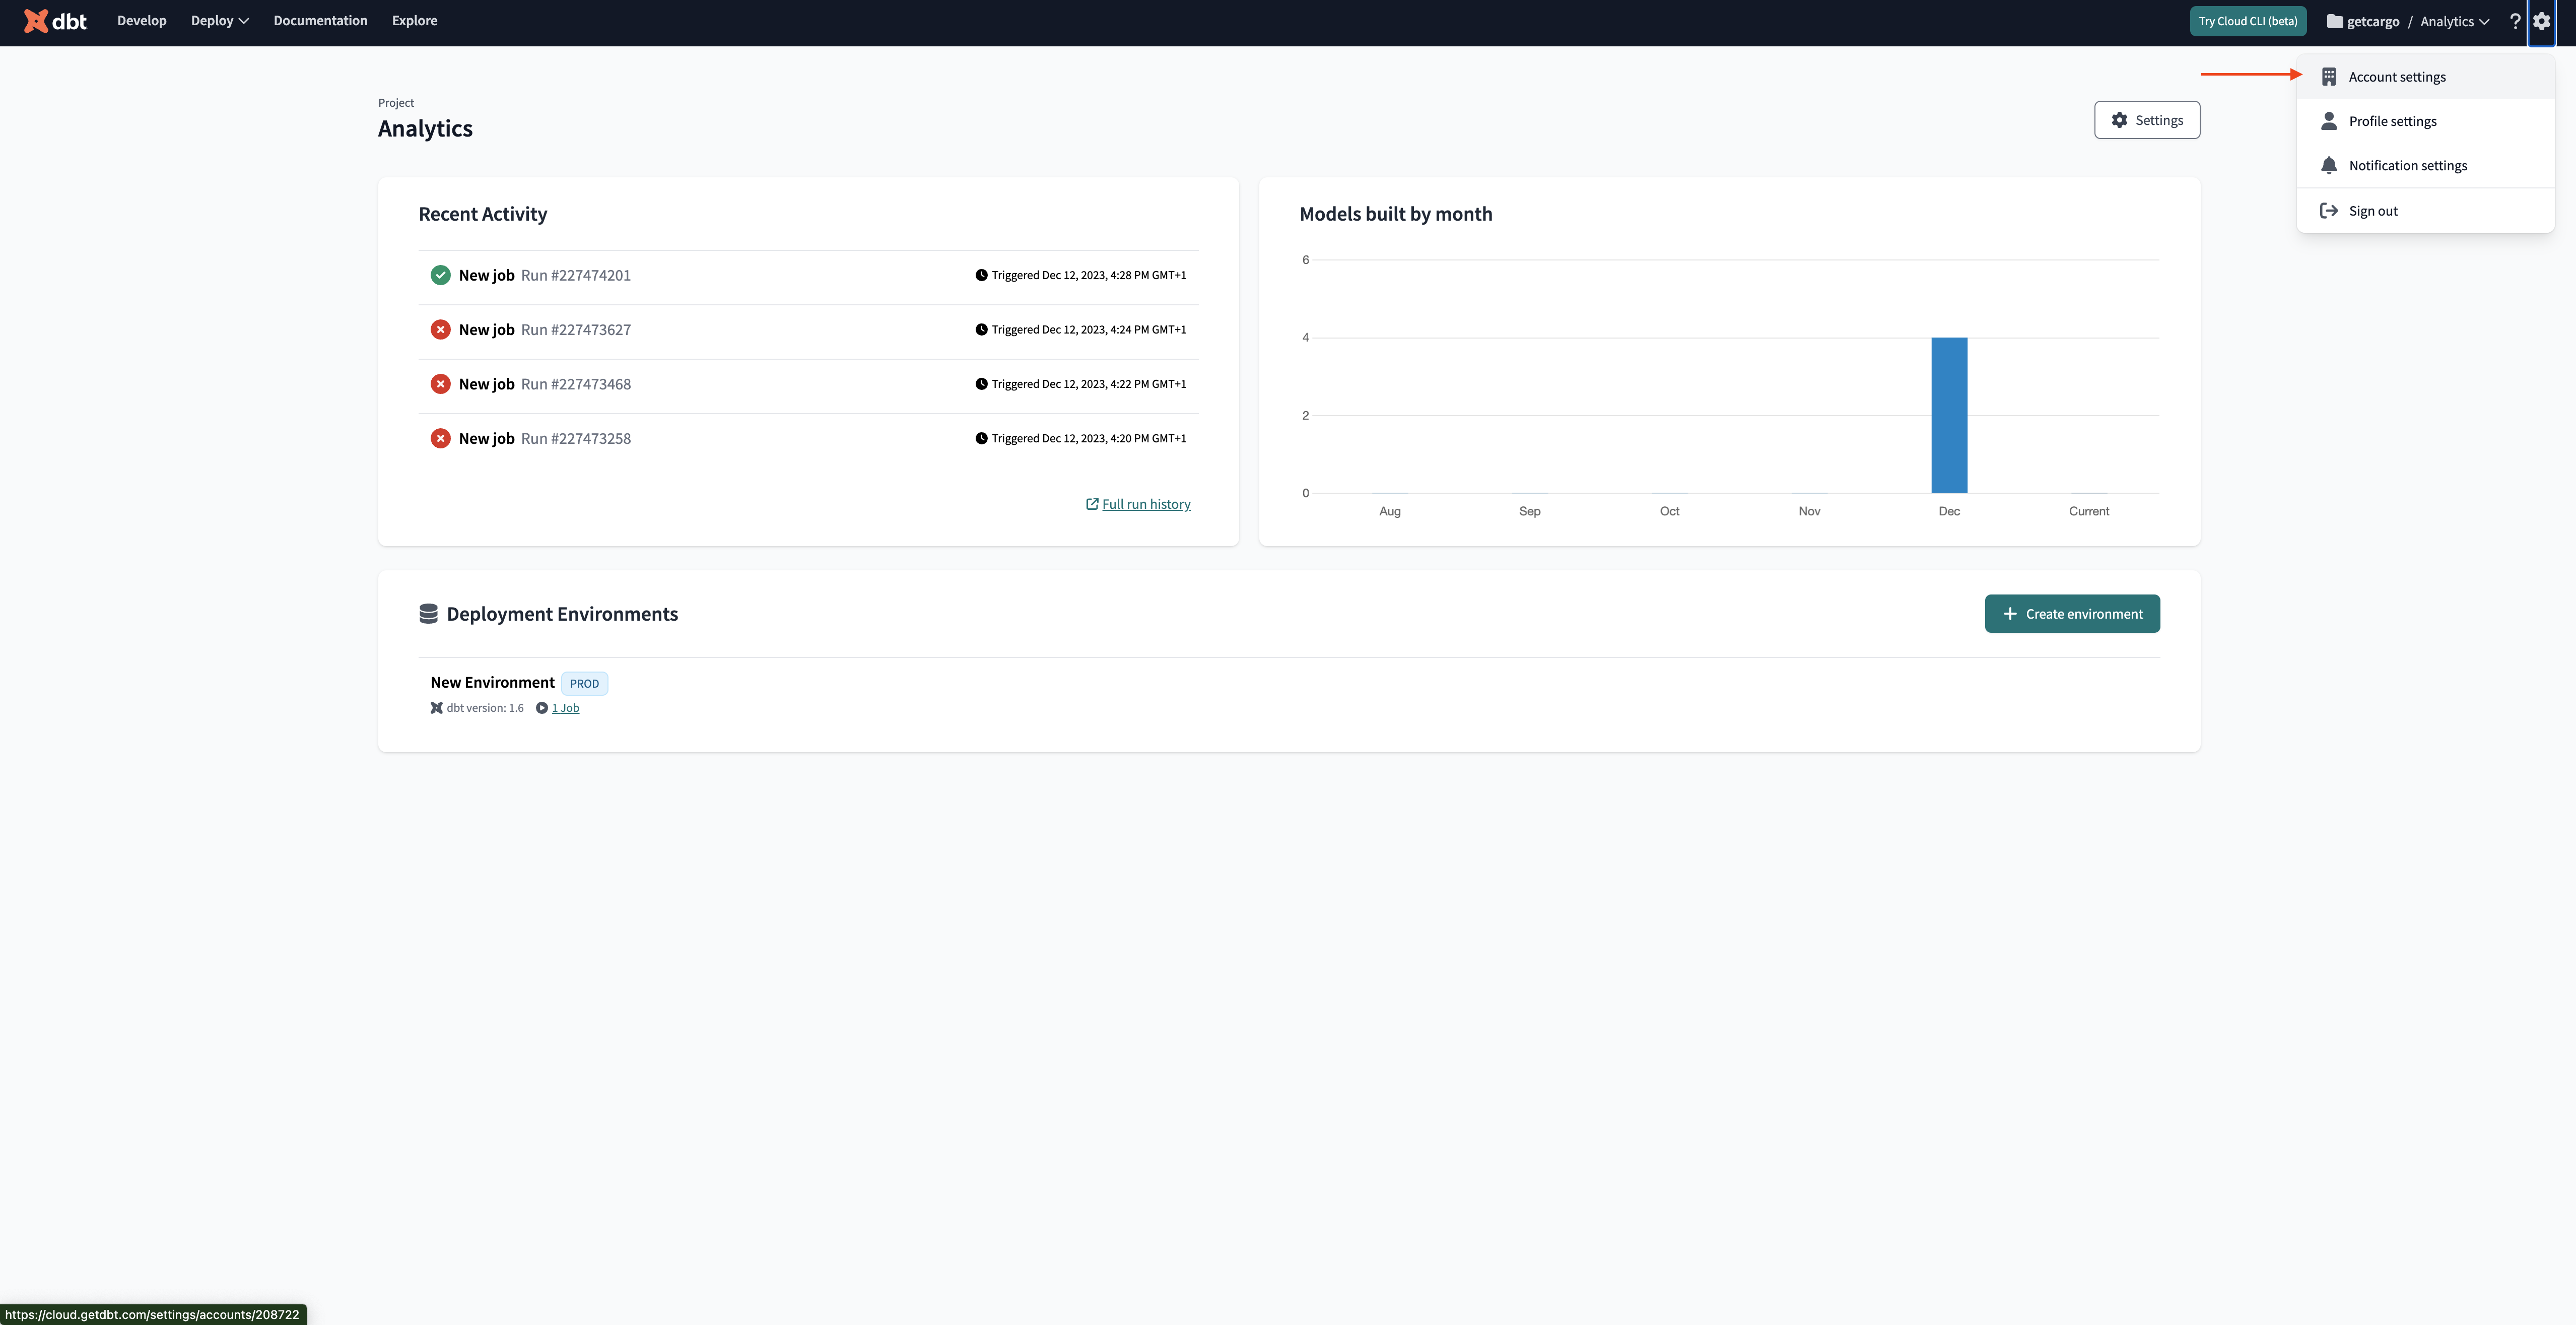 dbt Develop Deploy Documentation Explore Try Cloud CLI (beta) getcargo / Analytics ?
Account settings
Profile settings
Notification settings
Sign out
Project
Analytics
Settings
Recent Activity
New job Run #227474201 Triggered Dec 12, 2023, 4:28 PM GMT+1
New job Run #227473627 Triggered Dec 12, 2023, 4:24 PM GMT+1
New job Run #227473468 Triggered Dec 12, 2023, 4:22 PM GMT+1
New job Run #227473258 Triggered Dec 12, 2023, 4:20 PM GMT+1
Full run history
Models built by month
6
4
2
0
Aug Sep Oct Nov Dec Current
Deployment Environments
Create environment
New Environment PROD
dbt version: 1.6 1 Job
https://cloud.getdbt.com/settings/accounts/208722